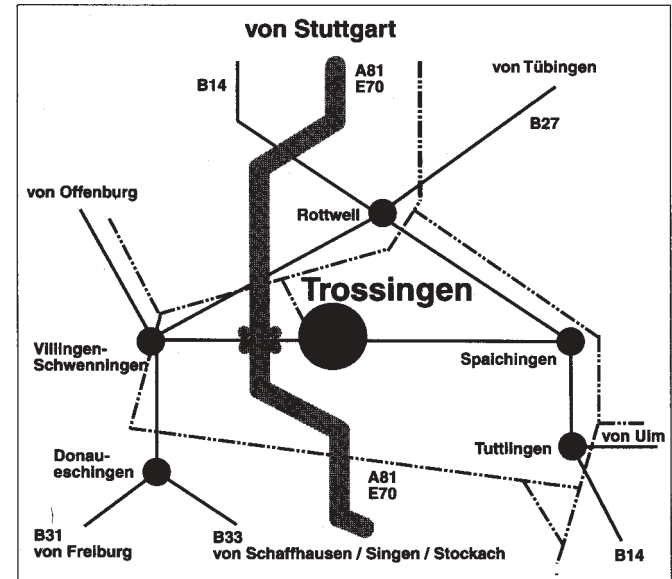 von Stuttgart
A81
E70
B14
von Tübingen
B27
von Offenburg
Rottweil
Trossingen
Villingen-
Schwenningen
Spaichingen
von Ulm
Tuttlingen
Donau-
eschingen
A81
E70
B31
von Freiburg
B33
von Schaffhausen / Singen / Stockach
B14